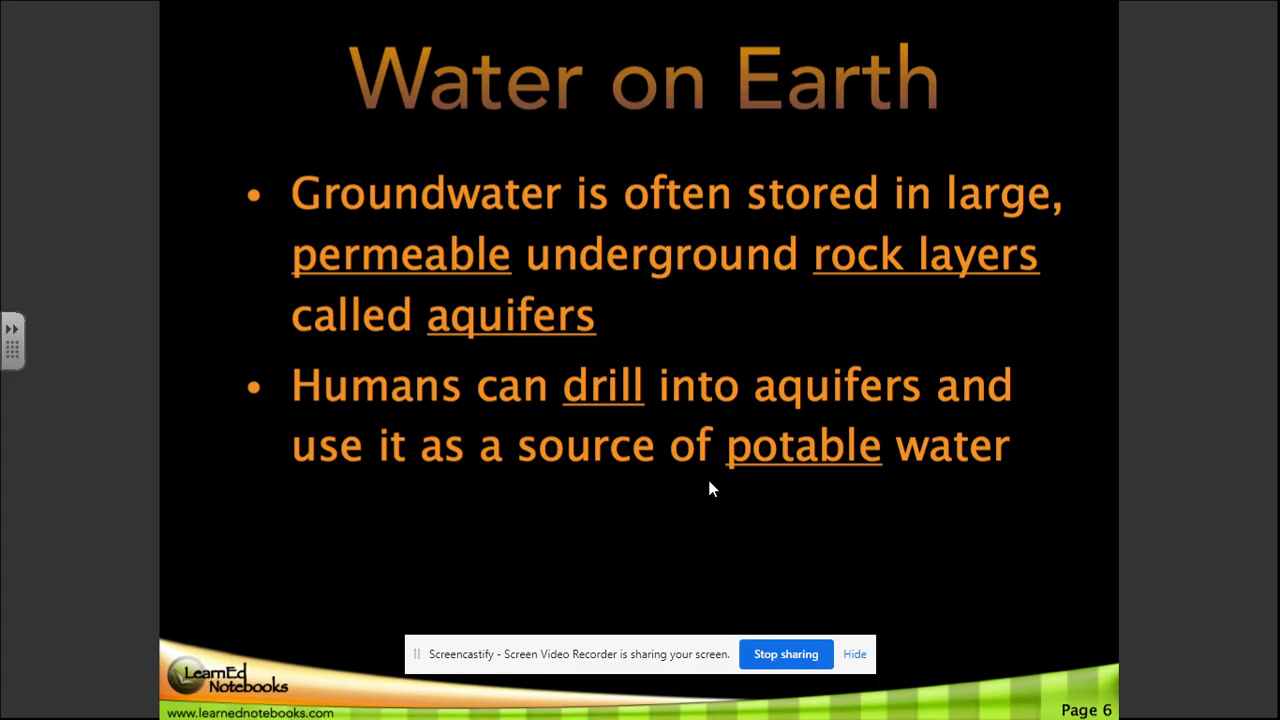 Water on Earth
• Groundwater is often stored in large,
permeable underground rock layers
called aquifers
• Humans can drill into aquifers and
use it as a source of potable water
Screencastify - Screen Video Recorder is sharing your screen. Stop sharing Hide
LearnEd
Notebooks
www.learnednotebooks.com
Page 6